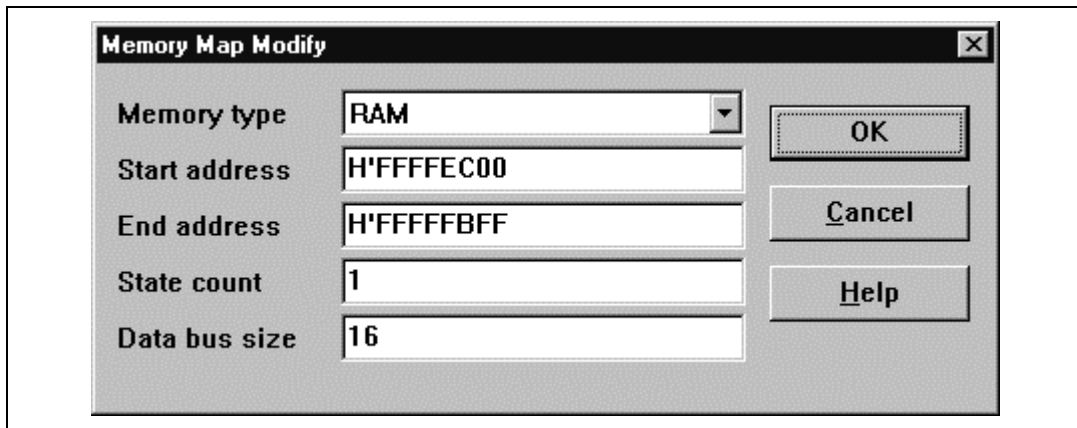 Memory Map Modify
Memory type RAM
OK
Start address H'FFFFEC00
End address H'FFFFFBFF
Cancel
State count 1
Help
Data bus size 16